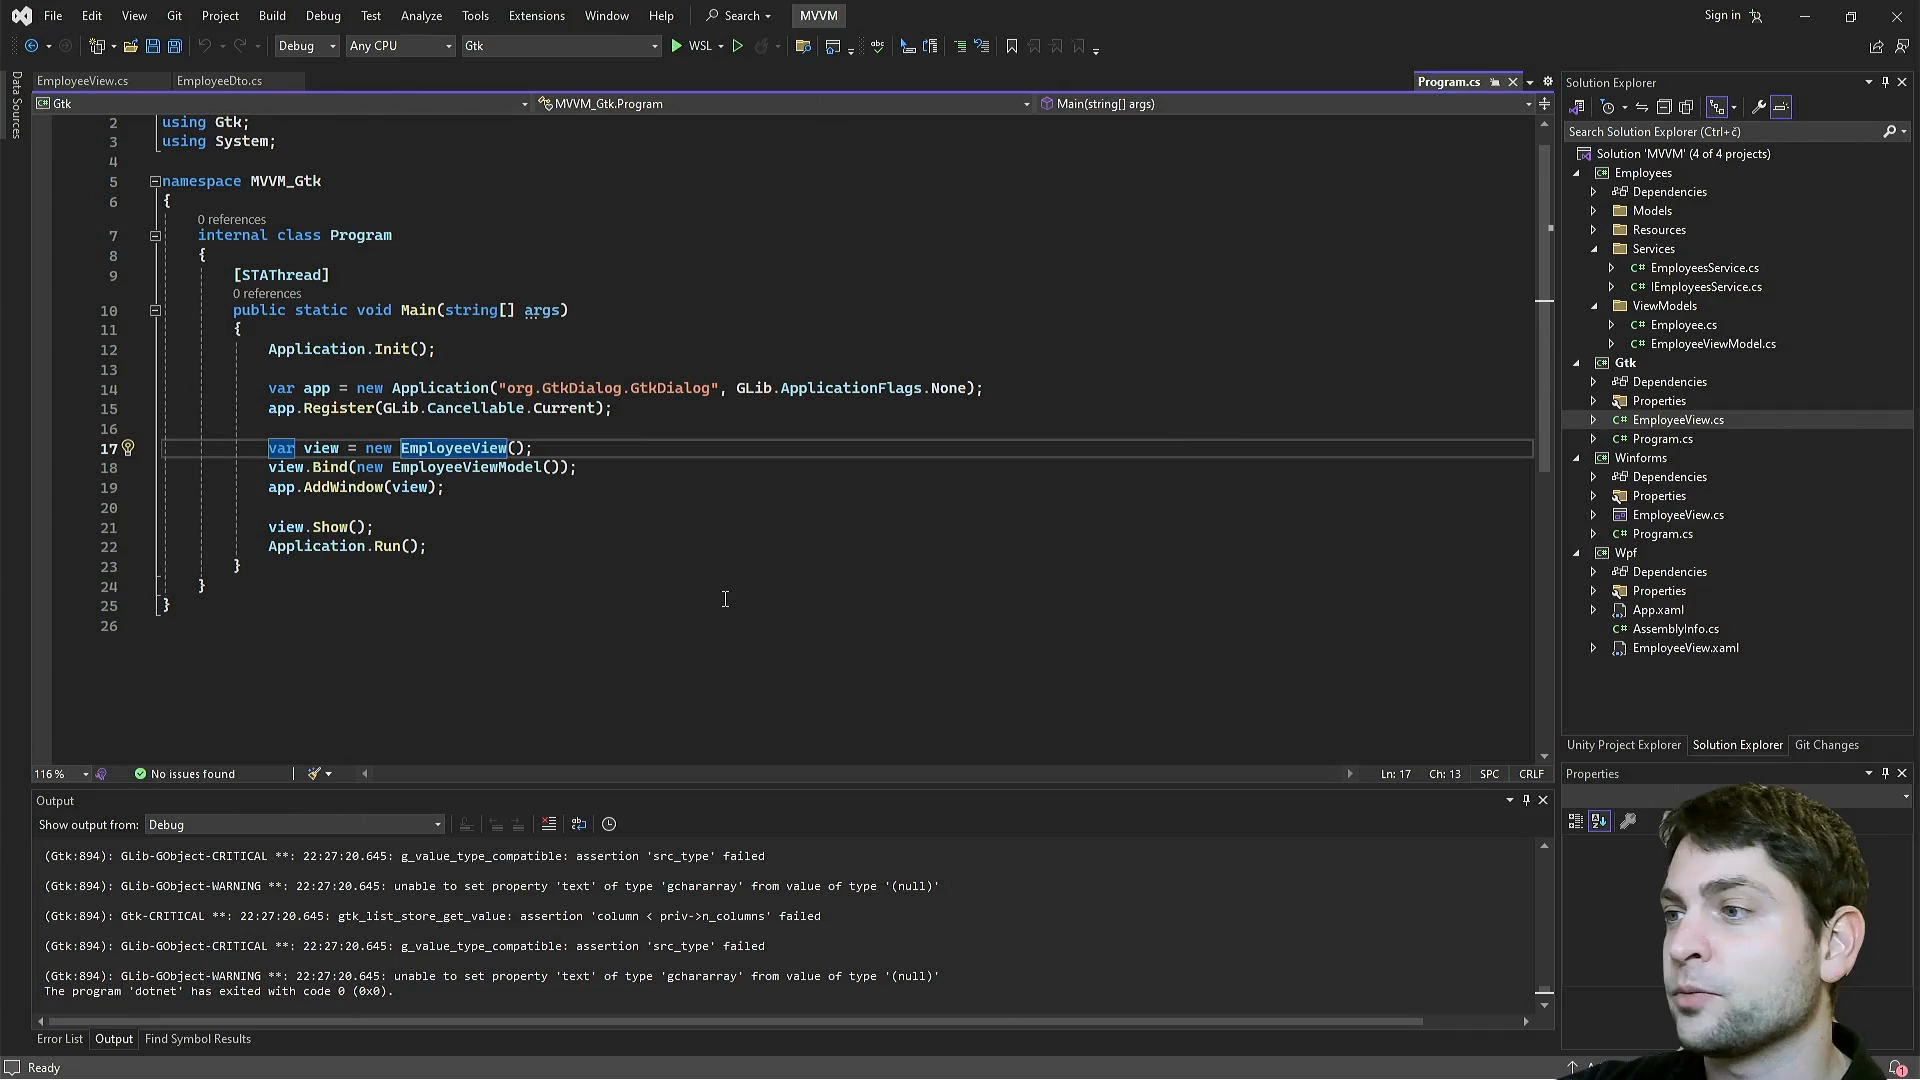 File Edit View Git Project Build Debug Test Analyze Tools Extensions Window Help Search MVVM Sign in
Debug Any CPU Gtk WSL
Data Sources
EmployeeView.cs EmployeeDto.cs Program.cs
Gtk MVVM_Gtk.Program Main(string[] args)
2 using Gtk;
3 using System;
4
5 namespace MVVM_Gtk
6 {
0 references
7 internal class Program
8 {
9 [STAThread]
0 references
10 public static void Main(string[] args)
11 {
12 Application.Init();
13
14 var app = new Application("org.GtkDialog.GtkDialog", GLib.ApplicationFlags.None);
15 app.Register(GLib.Cancellable.Current);
16
17 var view = new EmployeeView();
18 view.Bind(new EmployeeViewModel());
19 app.AddWindow(view);
20
21 view.Show();
22 Application.Run();
23 }
24 }
25 }
26
116 % No issues found Ln: 17 Ch: 13 SPC CRLF
Output
Show output from: Debug
(Gtk:894): GLib-GObject-CRITICAL **: 22:27:20.645: g_value_type_compatible: assertion 'src_type' failed
(Gtk:894): GLib-GObject-WARNING **: 22:27:20.645: unable to set property 'text' of type 'gchararray' from value of type '(null)'
(Gtk:894): Gtk-CRITICAL **: 22:27:20.645: gtk_list_store_get_value: assertion 'column < priv->n_columns' failed
(Gtk:894): GLib-GObject-CRITICAL **: 22:27:20.645: g_value_type_compatible: assertion 'src_type' failed
(Gtk:894): GLib-GObject-WARNING **: 22:27:20.645: unable to set property 'text' of type 'gchararray' from value of type '(null)'
The program 'dotnet' has exited with code 0 (0x0).
Error List Output Find Symbol Results
Ready
Solution Explorer
Search Solution Explorer (Ctrl+č)
Solution 'MVVM' (4 of 4 projects)
Employees
Dependencies
Models
Resources
Services
C# EmployeesService.cs
C# IEmployeesService.cs
ViewModels
C# Employee.cs
C# EmployeeViewModel.cs
Gtk
Dependencies
Properties
C# EmployeeView.cs
C# Program.cs
Winforms
Dependencies
Properties
EmployeeView.cs
C# Program.cs
Wpf
Dependencies
Properties
App.xaml
C# AssemblyInfo.cs
EmployeeView.xaml
Unity Project Explorer Solution Explorer Git Changes
Properties
1